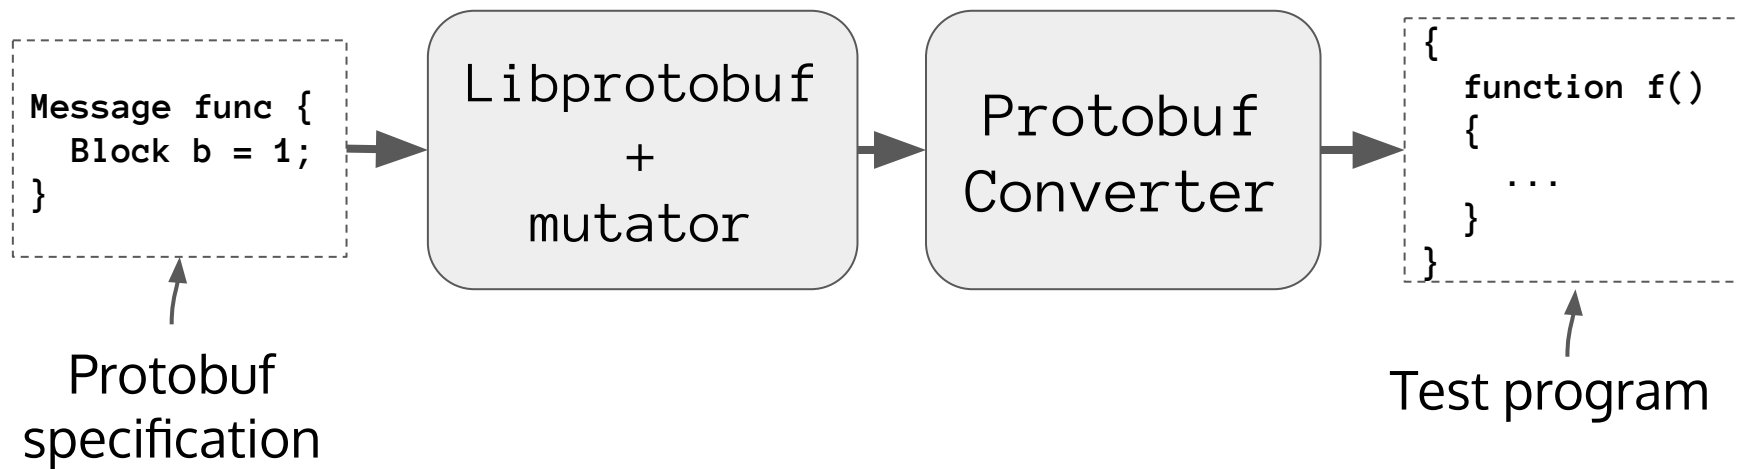 Message func {
  Block b = 1;
}
Protobuf
specification
Libprotobuf
+
mutator
Protobuf
Converter
{
  function f()
  {
    ...
  }
}
Test program